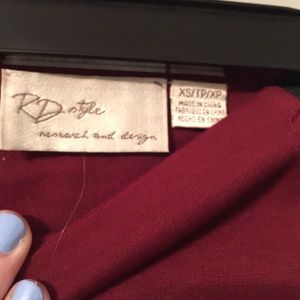 RD style
research and design
XS/TP/XP
MADE IN CHINA
FABRIQUÉ EN CHINE
HECHO EN CHINA